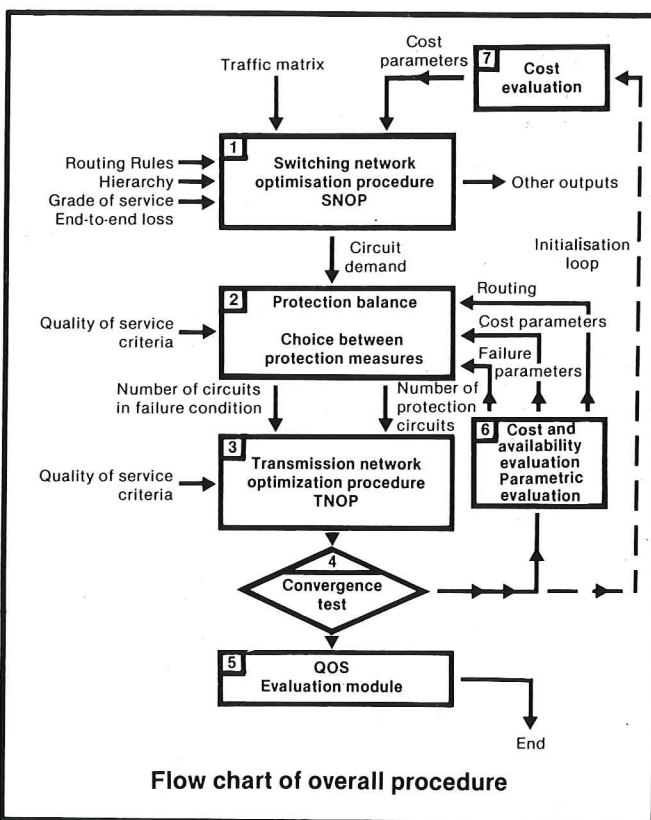 Traffic matrix
Cost
parameters
7
Cost
evaluation
1
Switching network
optimisation procedure
SNOP
Routing Rules
Hierarchy
Grade of service
End-to-end loss
Other outputs
Circuit
demand
Initialisation
loop
2
Protection balance
Choice between
protection measures
Quality of service
criteria
Routing
Cost parameters
Failure
parameters
Number of circuits
in failure condition
Number of
protection
circuits
6
Cost and
availability
evaluation
Parametric
evaluation
3
Transmission network
optimization procedure
TNOP
Quality of service
criteria
4
Convergence
test
5
QOS
Evaluation module
End
Flow chart of overall procedure